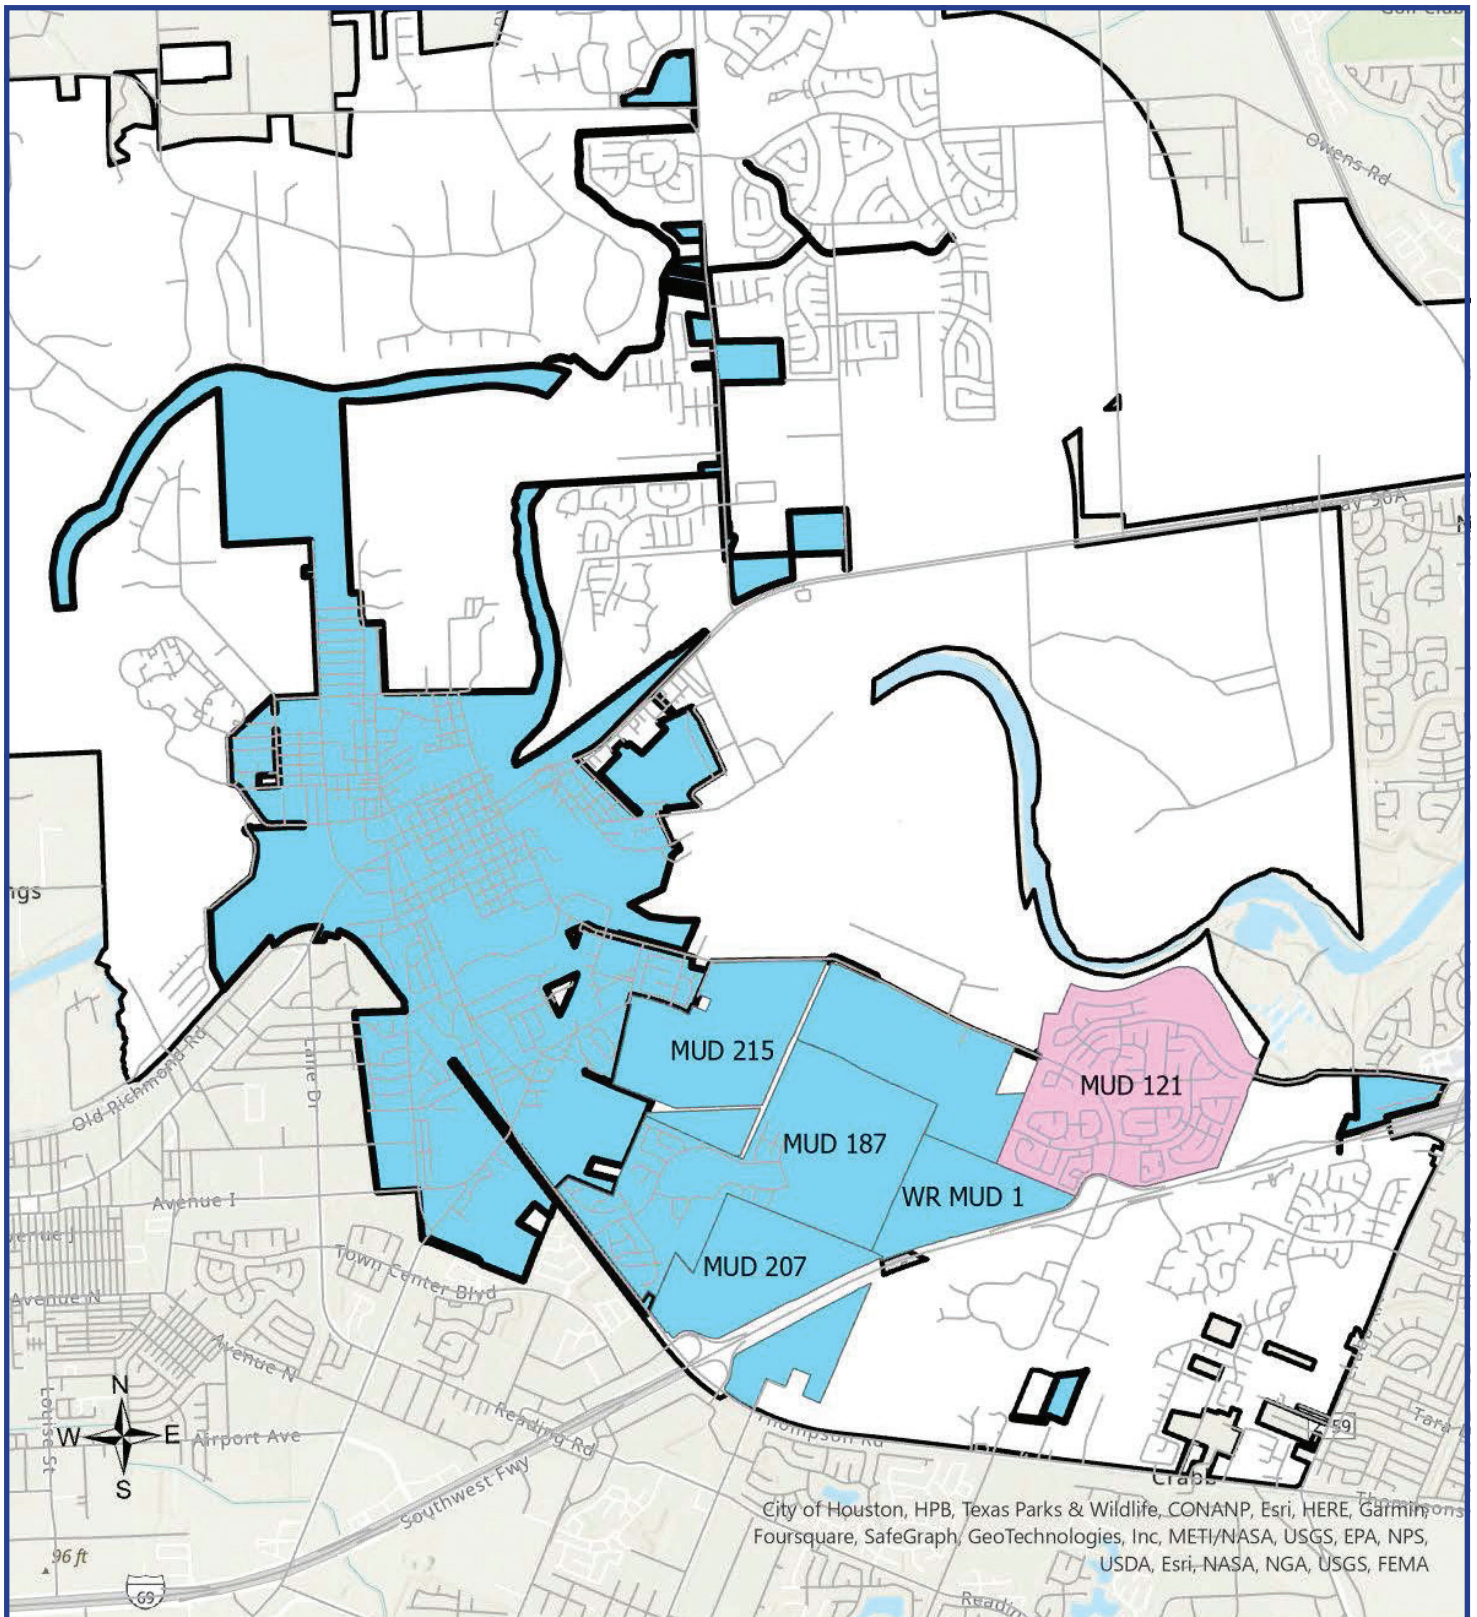 Owens Rd
MUD 215
MUD 121
MUD 187
WR MUD 1
MUD 207
Old Richmond Rd
Lane Dr
Avenue I
Town Center Blvd
Avenue N
Avenue N
Louise St
N
W
E
S
Airport Ave
Reading Rd
Southwest Fwy
Thompson Rd
59
Crabb
City of Houston, HPB, Texas Parks & Wildlife, CONANP, Esri, HERE, Garmin,
Foursquare, SafeGraph, GeoTechnologies, Inc, METI/NASA, USGS, EPA, NPS,
USDA, Esri, NASA, NGA, USGS, FEMA
96 ft
69